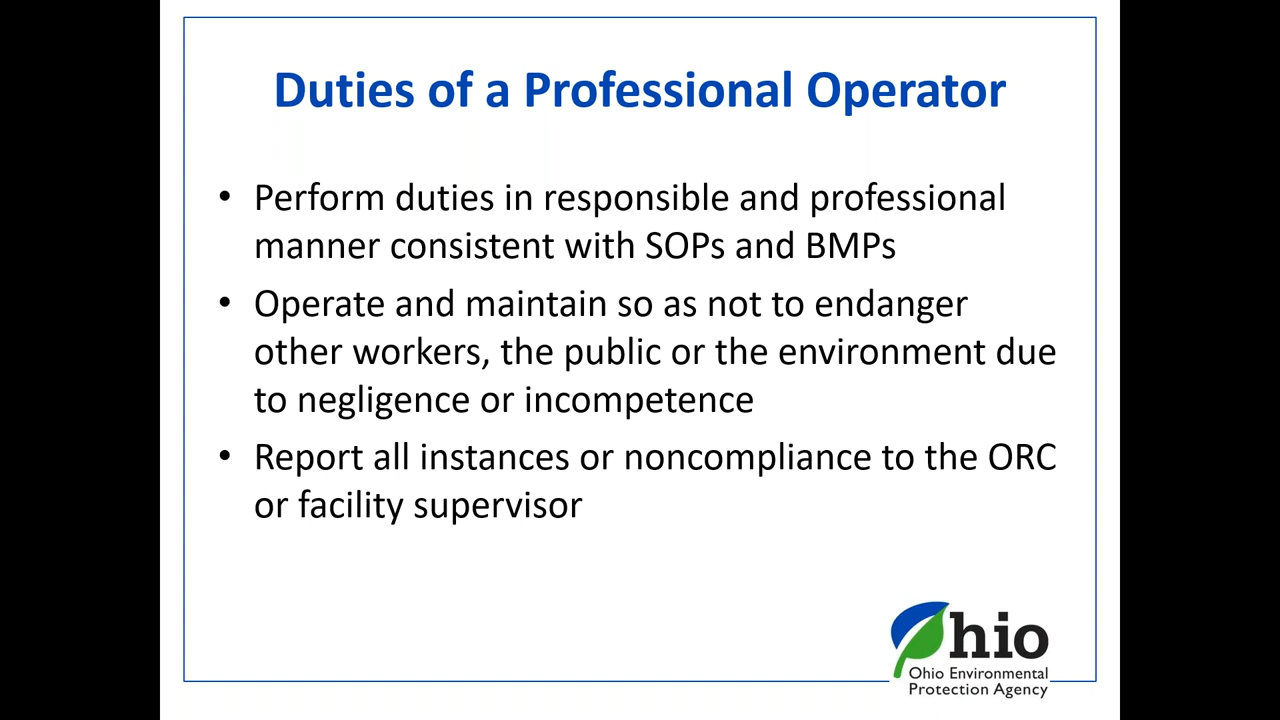 Duties of a Professional Operator
• Perform duties in responsible and professional
manner consistent with SOPs and BMPs
• Operate and maintain so as not to endanger
other workers, the public or the environment due
to negligence or incompetence
• Report all instances or noncompliance to the ORC
or facility supervisor
Ohio
Ohio Environmental
Protection Agency